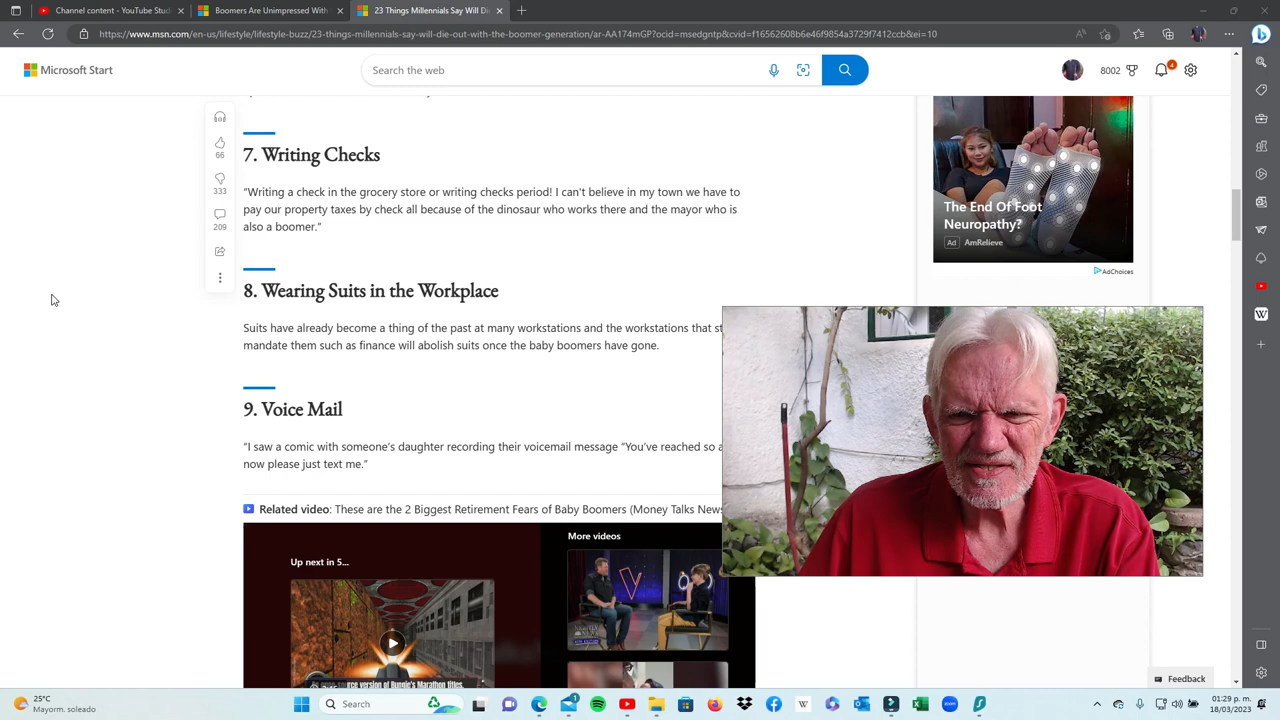 Channel content - YouTube Stud
Boomers Are Unimpressed With
23 Things Millennials Say Will Di
https://www.msn.com/en-us/lifestyle/lifestyle-buzz/23-things-millennials-say-will-die-out-with-the-boomer-generation/ar-AA174mGP?ocid=msedgntp&cvid=f16562608b6e46f9854a3729f7412ccb&ei=10
Microsoft Start
Search the web
8002
4
66
333
209
7. Writing Checks
“Writing a check in the grocery store or writing checks period! I can't believe in my town we have to
pay our property taxes by check all because of the dinosaur who works there and the mayor who is
also a boomer.”
8. Wearing Suits in the Workplace
Suits have already become a thing of the past at many workstations and the workstations that st
mandate them such as finance will abolish suits once the baby boomers have gone.
9. Voice Mail
“I saw a comic with someone’s daughter recording their voicemail message “You’ve reached so a
now please just text me.”
Related video: These are the 2 Biggest Retirement Fears of Baby Boomers (Money Talks News
Up next in 5...
More videos
The End Of Foot
Neuropathy?
Ad AmRelieve
AdChoices
Feedback
25°C
Mayorm. soleado
Search
01:29 p. m.
18/03/2023